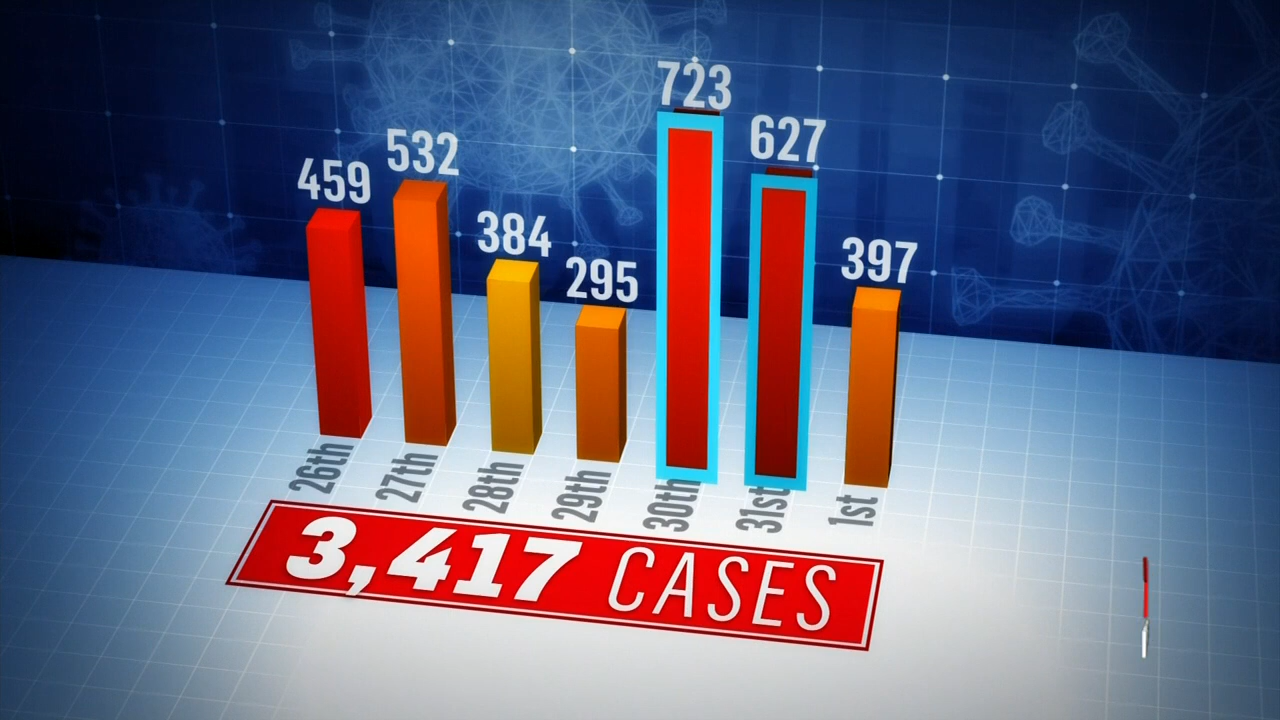 459
532
384
295
723
627
397
26th
27th
28th
29th
30th
31st
1st
3,417 CASES